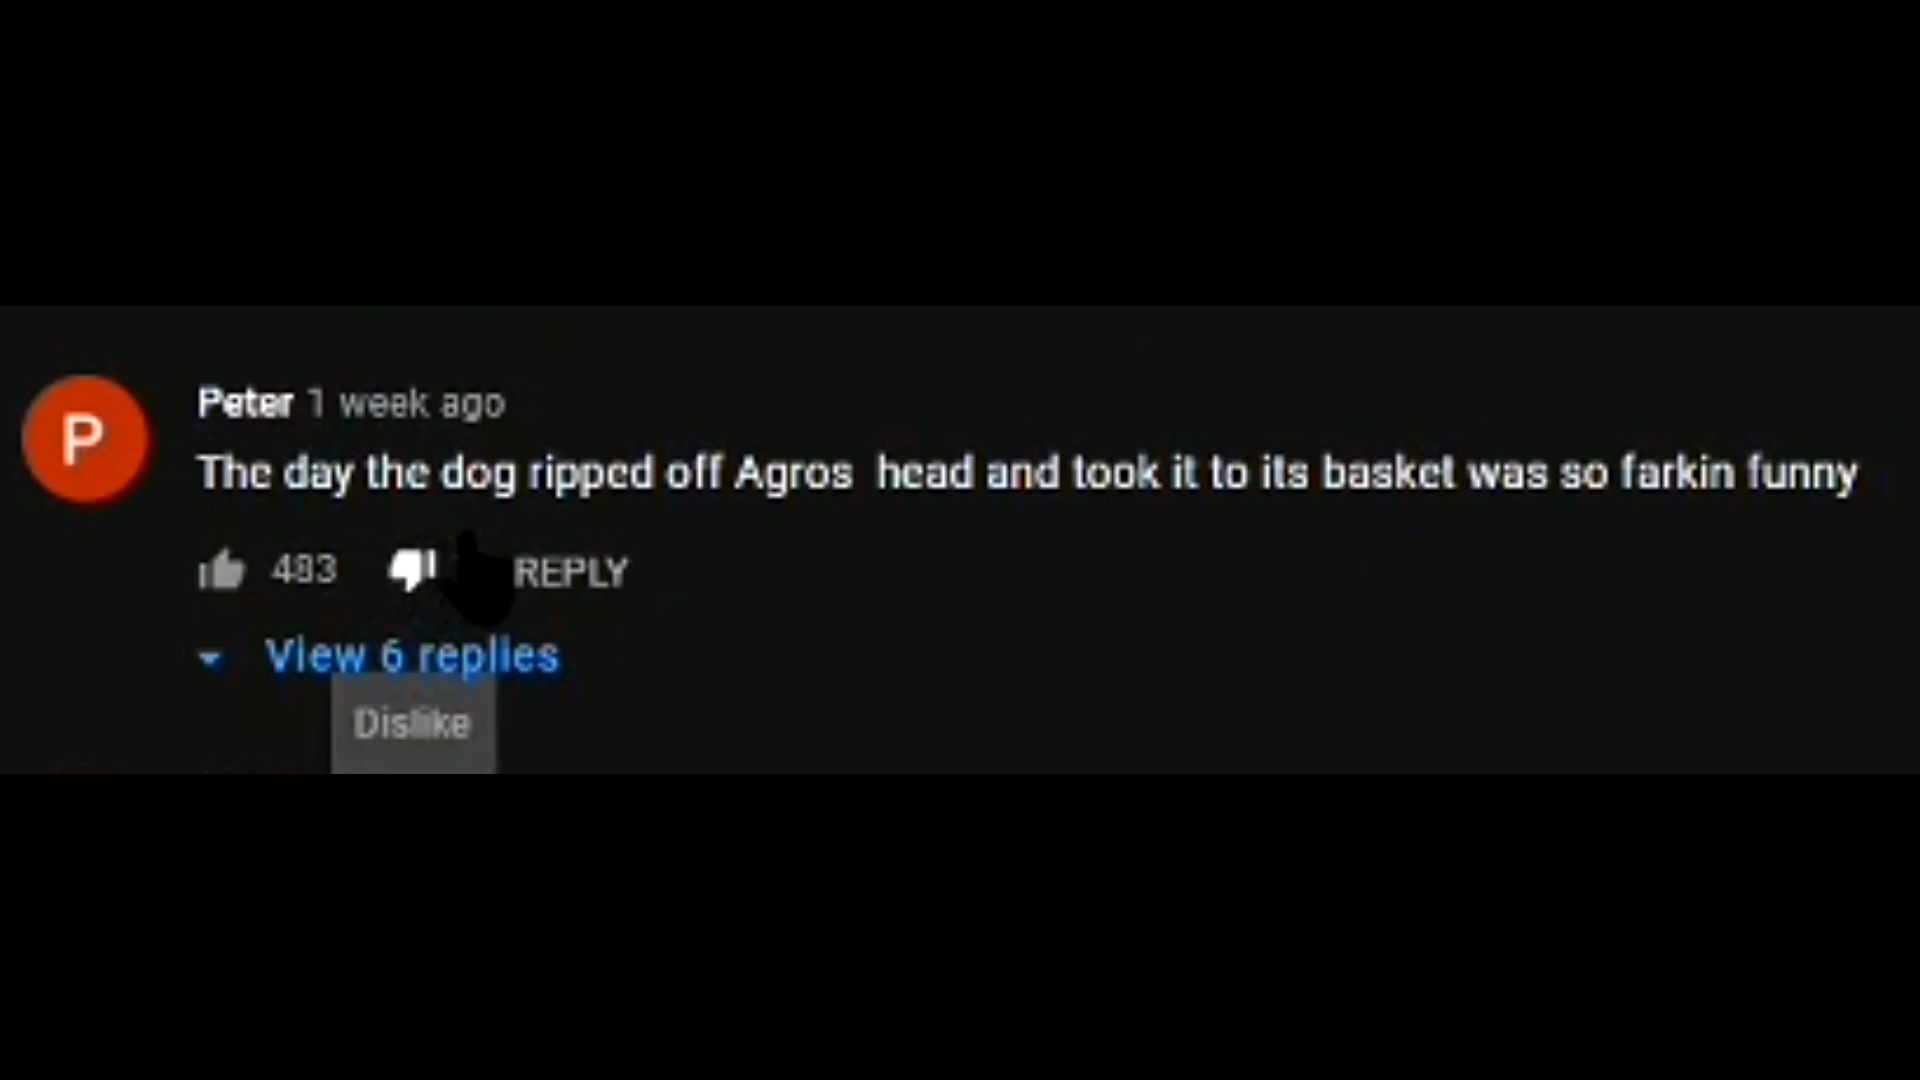 P
Peter 1 week ago
The day the dog ripped off Agros head and took it to its basket was so farkin funny
483 REPLY
View 6 replies
Dislike